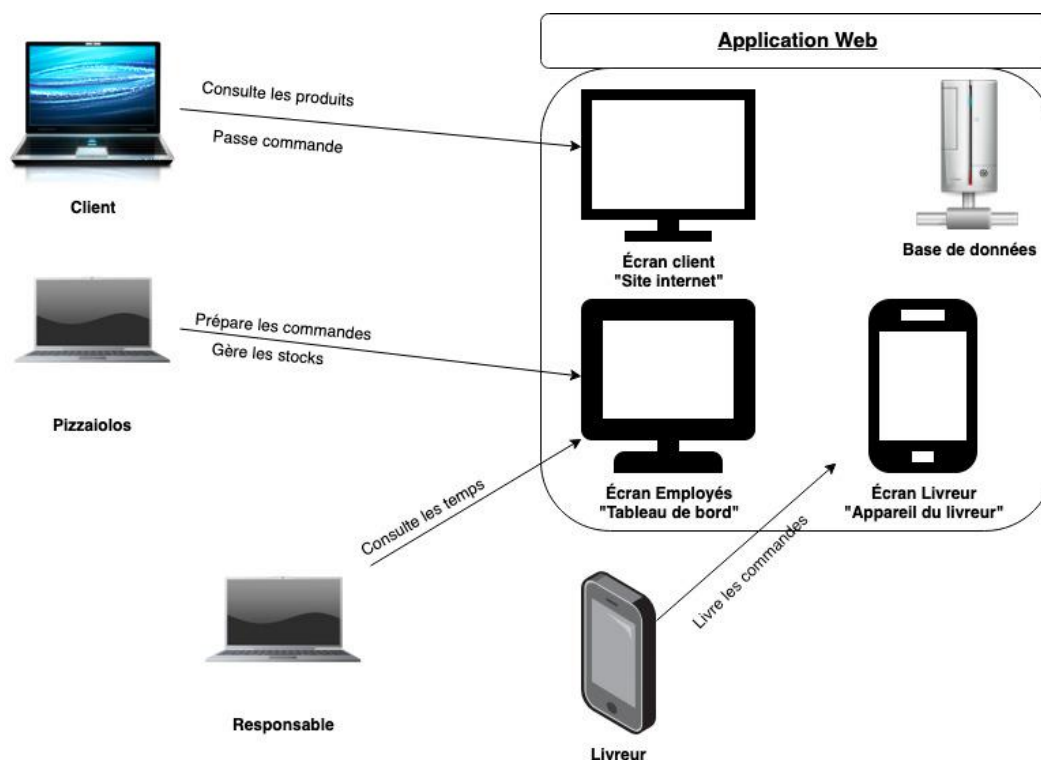 Application Web
Consulte les produits
Passe commande
Client
Écran client
"Site internet"
Base de données
Prépare les commandes
Gère les stocks
Pizzaiolos
Écran Employés
"Tableau de bord"
Écran Livreur
"Appareil du livreur"
Consulte les temps
Livre les commandes
Responsable
Livreur